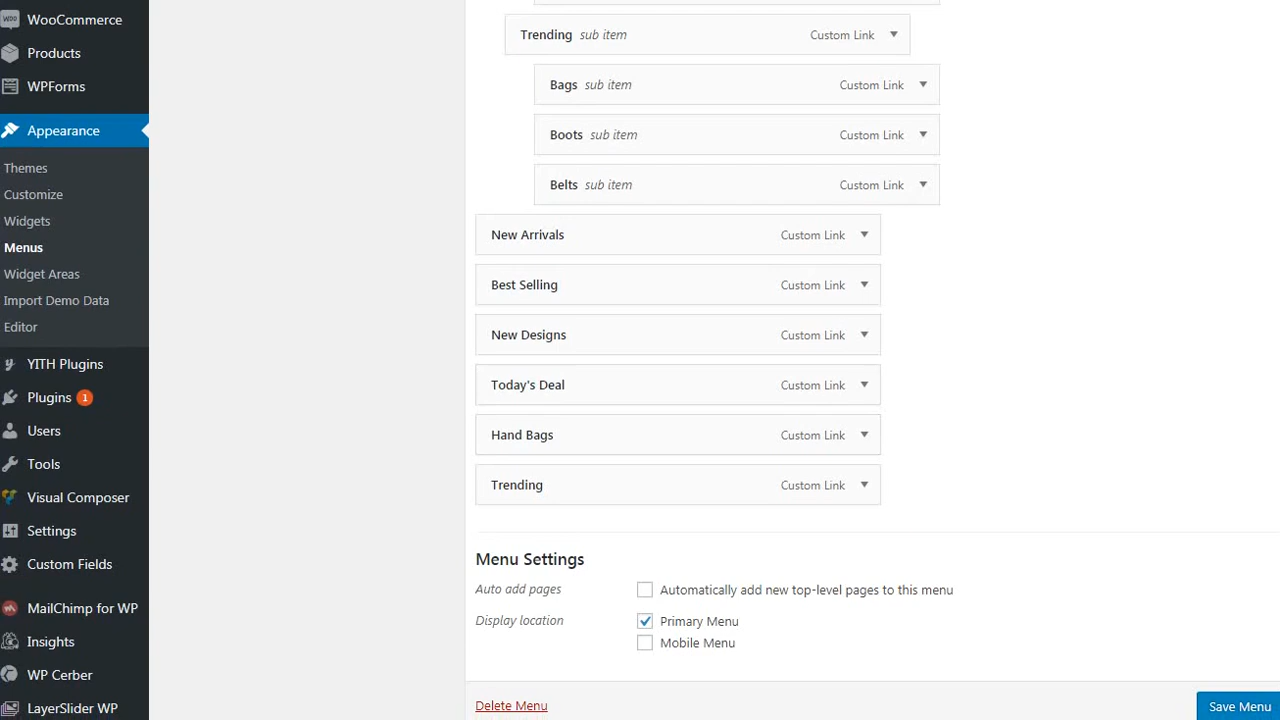 WooCommerce
Products
WPForms
Appearance
Themes
Customize
Widgets
Menus
Widget Areas
Import Demo Data
Editor
YITH Plugins
Plugins 1
Users
Tools
Visual Composer
Settings
Custom Fields
MailChimp for WP
Insights
WP Cerber
LayerSlider WP
Trending sub item Custom Link
Bags sub item Custom Link
Boots sub item Custom Link
Belts sub item Custom Link
New Arrivals Custom Link
Best Selling Custom Link
New Designs Custom Link
Today's Deal Custom Link
Hand Bags Custom Link
Trending Custom Link
Menu Settings
Auto add pages Automatically add new top-level pages to this menu
Display location Primary Menu
Mobile Menu
Delete Menu Save Menu